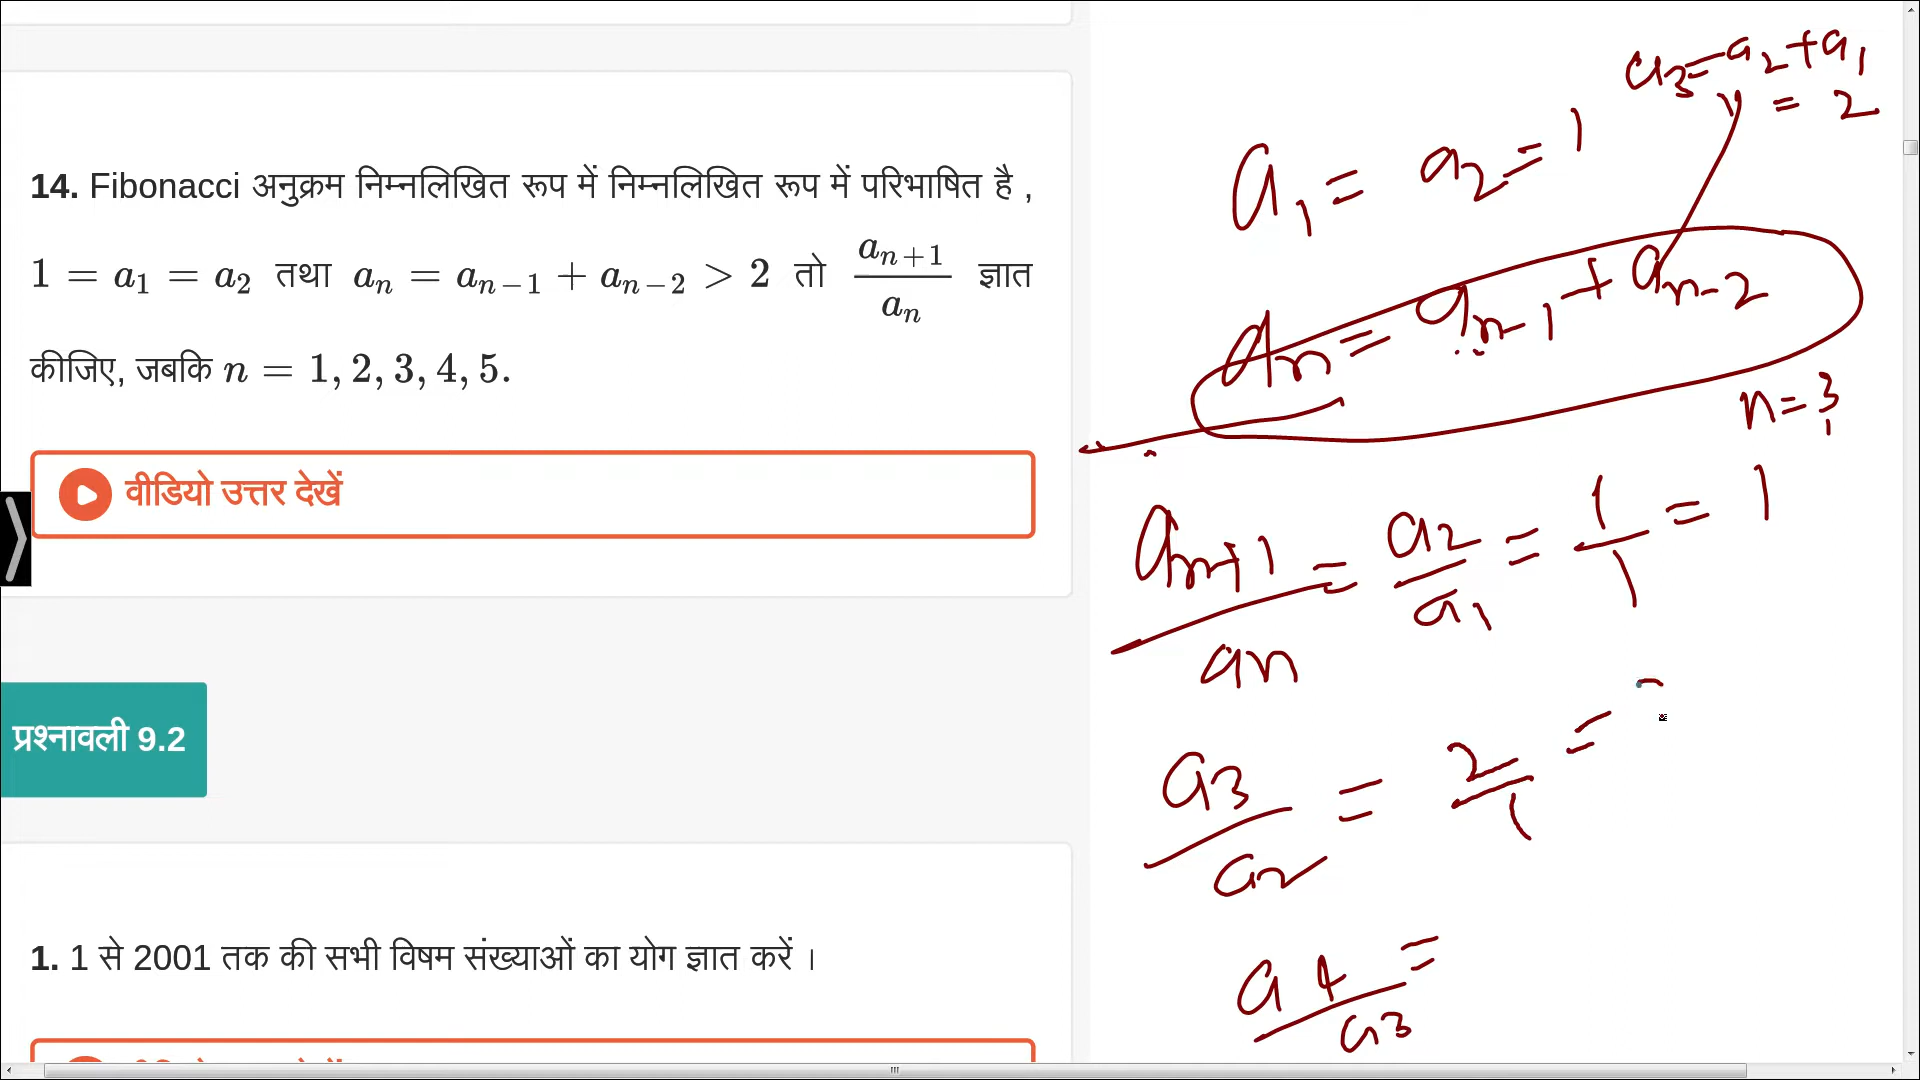 14. Fibonacci अनुक्रम निम्नलिखित रूप में निम्नलिखित रूप में परिभाषित है ,
1 = a₁ = a₂ तथा aₙ = aₙ₋₁ + aₙ₋₂ > 2 तो aₙ₊₁/aₙ ज्ञात
कीजिए, जबकि n = 1, 2, 3, 4, 5.
वीडियो उत्तर देखें
प्रश्नावली 9.2
1. 1 से 2001 तक की सभी विषम संख्याओं का योग ज्ञात करें ।
a₃ = a₂ + a₁
= 2
a₁ = a₂ = 1
aₙ = aₙ₋₁ + aₙ₋₂
n = 3
aₙ₊₁/aₙ = a₂/a₁ = 1/1 = 1
a₃/a₂ = 2/1 =
a₄/a₃ =